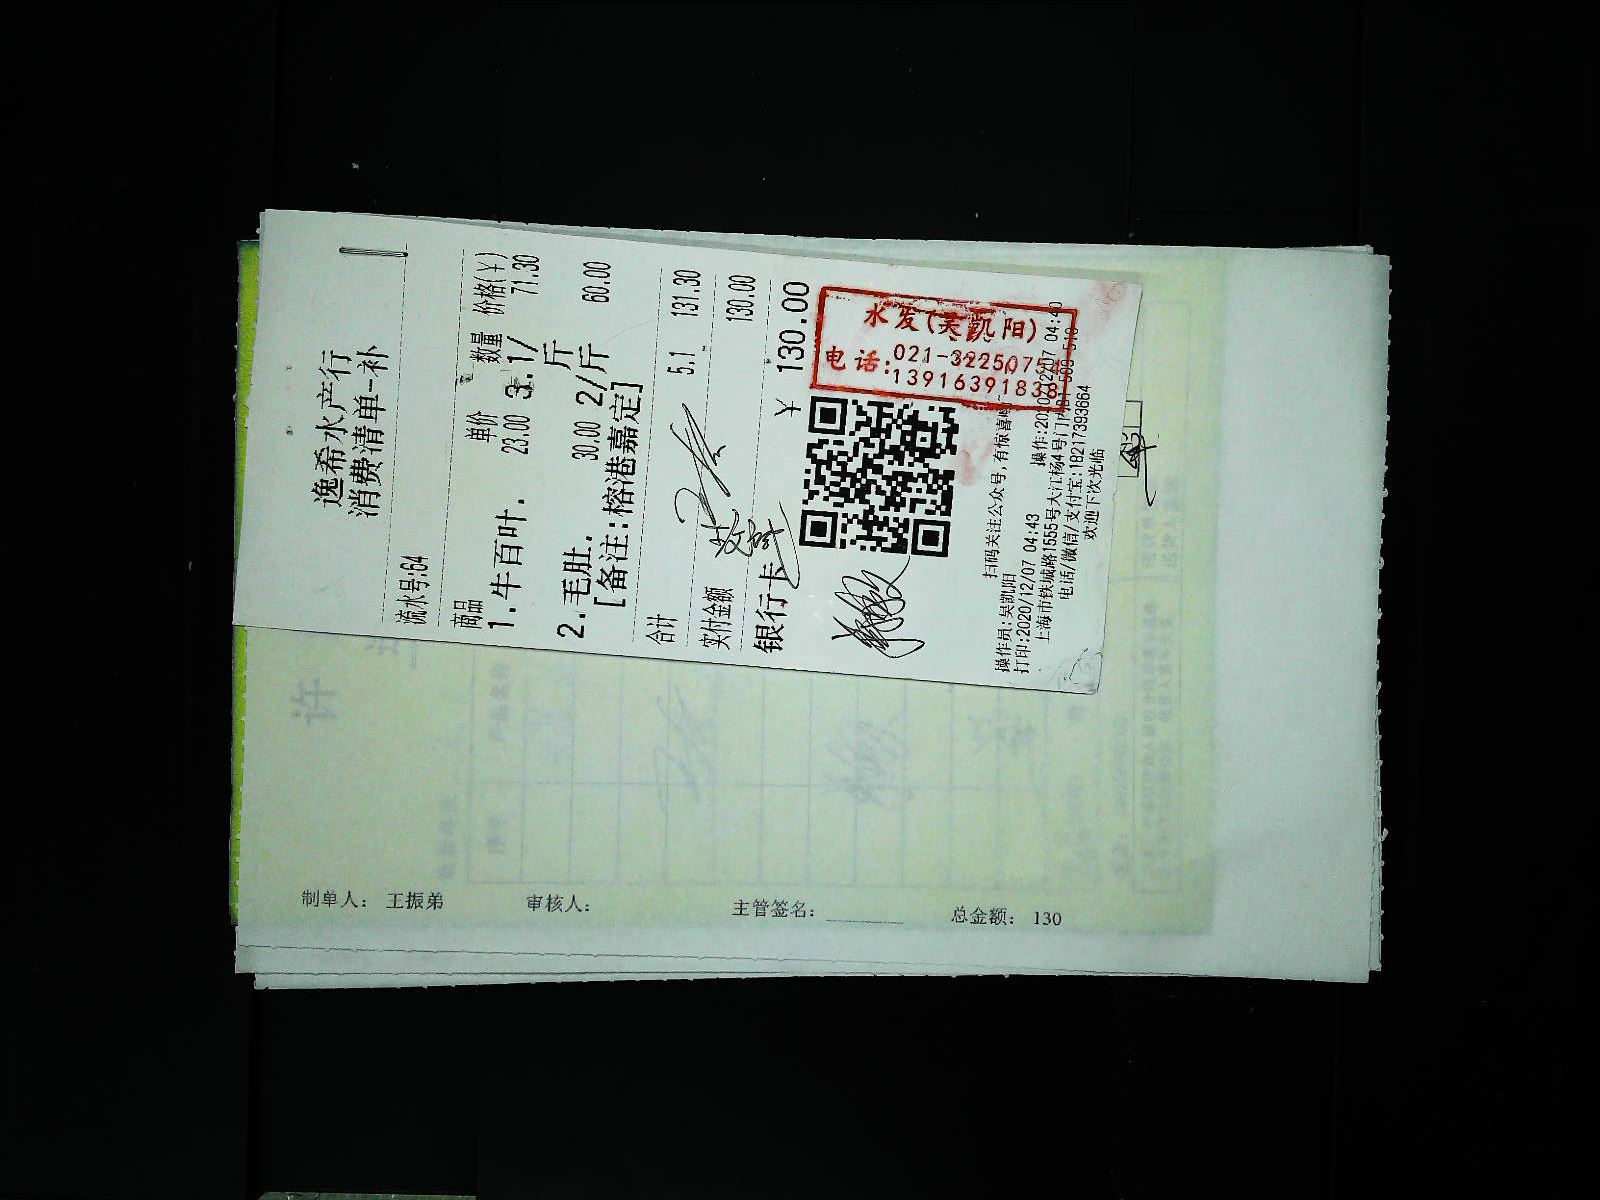 逸希水产行
消费清单-补
流水号:64
商品 单价 数量 价格(¥)
1.牛百叶. 23.00 3.1/斤 71.30
2.毛肚. 30.00 2/斤 60.00
[备注:榕港嘉定]
合计 5.1 131.30
实付金额 130.00
银行卡 130.00
水发(吴凯阳)
电话:021-3225075
13916391838
扫码关注公众号,有惊喜
操作员:吴凯阳
打印:2020/12/07 04:43
上海市铁城路1555号大江杨4号门内
电话/微信/支付宝:18217393664
欢迎下次光临
制单人: 王振弟 审核人: 主管签名: 总金额: 130